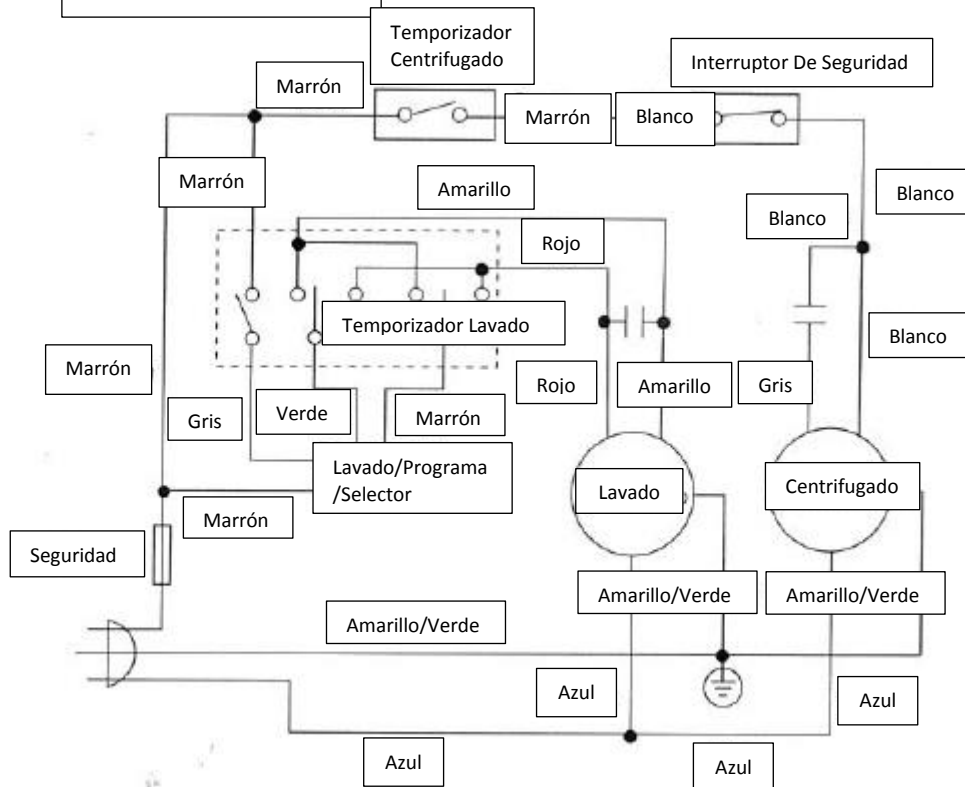 Temporizador
Centrifugado
Interruptor De Seguridad
Marrón
Marrón
Blanco
Marrón
Amarillo
Blanco
Blanco
Rojo
Temporizador Lavado
Blanco
Marrón
Rojo
Amarillo
Gris
Gris
Verde
Marrón
Lavado/Programa
/Selector
Lavado
Centrifugado
Marrón
Seguridad
Amarillo/Verde
Amarillo/Verde
Amarillo/Verde
Azul
Azul
Azul
Azul